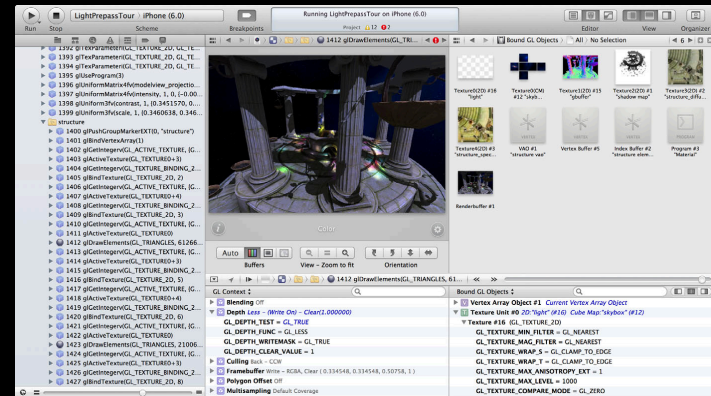 LightPrepassTour › iPhone (6.0)
Running LightPrepassTour on iPhone (6.0)
Project 12 2
Run Stop Scheme Breakpoints Editor View Organizer
1412 glDrawElements(GL_TRI...
Bound GL Objects All No Selection
6
1392 glTexParameteri(GL_TEXTURE_2D, GL_TE...
1393 glTexParameteri(GL_TEXTURE_2D, GL_TE...
1394 glTexParameteri(GL_TEXTURE_2D, GL_TE...
1395 glUseProgram(3)
1396 glUniformMatrix4fv(modelview_projectio...
1397 glUniformMatrix4fv(intensity, 1, 0, {-0.00...
1398 glUniform3fv(contrast, 1, {0.3451570, 0....
1399 glUniform3fv(scale, 1, {0.3460638, 0.346...
structure
1400 glPushGroupMarkerEXT(0, "structure")
1401 glBindVertexArray(1)
1402 glGetIntegerv(GL_ACTIVE_TEXTURE, {G...
1403 glActiveTexture(GL_TEXTURE0+3)
1404 glGetIntegerv(GL_TEXTURE_BINDING_2...
1405 glBindTexture(GL_TEXTURE_2D, 2)
1406 glGetIntegerv(GL_ACTIVE_TEXTURE, {G...
1407 glActiveTexture(GL_TEXTURE0+4)
1408 glGetIntegerv(GL_TEXTURE_BINDING_2...
1409 glBindTexture(GL_TEXTURE_2D, 3)
1410 glGetIntegerv(GL_ACTIVE_TEXTURE, {G...
1411 glActiveTexture(GL_TEXTURE0)
1412 glDrawElements(GL_TRIANGLES, 61266...
1413 glGetIntegerv(GL_ACTIVE_TEXTURE, {G...
1414 glActiveTexture(GL_TEXTURE0+3)
1415 glGetIntegerv(GL_TEXTURE_BINDING_2...
1416 glBindTexture(GL_TEXTURE_2D, 5)
1417 glGetIntegerv(GL_ACTIVE_TEXTURE, {G...
1418 glActiveTexture(GL_TEXTURE0+4)
1419 glGetIntegerv(GL_TEXTURE_BINDING_2...
1420 glBindTexture(GL_TEXTURE_2D, 6)
1421 glGetIntegerv(GL_ACTIVE_TEXTURE, {G...
1422 glActiveTexture(GL_TEXTURE0)
1423 glDrawElements(GL_TRIANGLES, 21006...
1424 glGetIntegerv(GL_ACTIVE_TEXTURE, {G...
1425 glActiveTexture(GL_TEXTURE0+3)
1426 glGetIntegerv(GL_TEXTURE_BINDING_2...
1427 glBindTexture(GL_TEXTURE_2D, 8)
Color
Auto
Buffers View – Zoom to fit Orientation
Texture0(2D) #16 "light"
Texture0(CM) #12 "skyb...
Texture1(2D) #15 "gbuffer"
Texture2(2D) #1 "shadow map"
Texture3(2D) #2 "structure_diffu...
Texture4(2D) #3 "structure_spec...
VERTEX
VAO #1 "structure vao"
VERTEX
Vertex Buffer #5
Index Buffer #2 "structure elem...
PROGRAM
Program #3 "Material"
Renderbuffer #1
1412 glDrawElements(GL_TRIANGLES, 61...
GL Context
Blending Off
Depth Less – (Write On) – Clear(1.000000)
GL_DEPTH_TEST = GL_TRUE
GL_DEPTH_FUNC = GL_LESS
GL_DEPTH_WRITEMASK = GL_TRUE
GL_DEPTH_CLEAR_VALUE = 1
Culling Back – CCW
Framebuffer Write – RGBA, Clear ( 0.334548, 0.334548, 0.50758, 1 )
Polygon Offset Off
Multisampling Default Coverage
Bound GL Objects
Vertex Array Object #1 Current Vertex Array Object
Texture Unit #0 2D:"light" (#16) Cube Map:"skybox" (#12)
Texture #16 (GL_TEXTURE_2D)
GL_TEXTURE_MIN_FILTER = GL_NEAREST
GL_TEXTURE_MAG_FILTER = GL_NEAREST
GL_TEXTURE_WRAP_S = GL_CLAMP_TO_EDGE
GL_TEXTURE_WRAP_T = GL_CLAMP_TO_EDGE
GL_TEXTURE_MAX_ANISOTROPY_EXT = 1
GL_TEXTURE_MAX_LEVEL = 1000
GL_TEXTURE_COMPARE_MODE = GL_ZERO